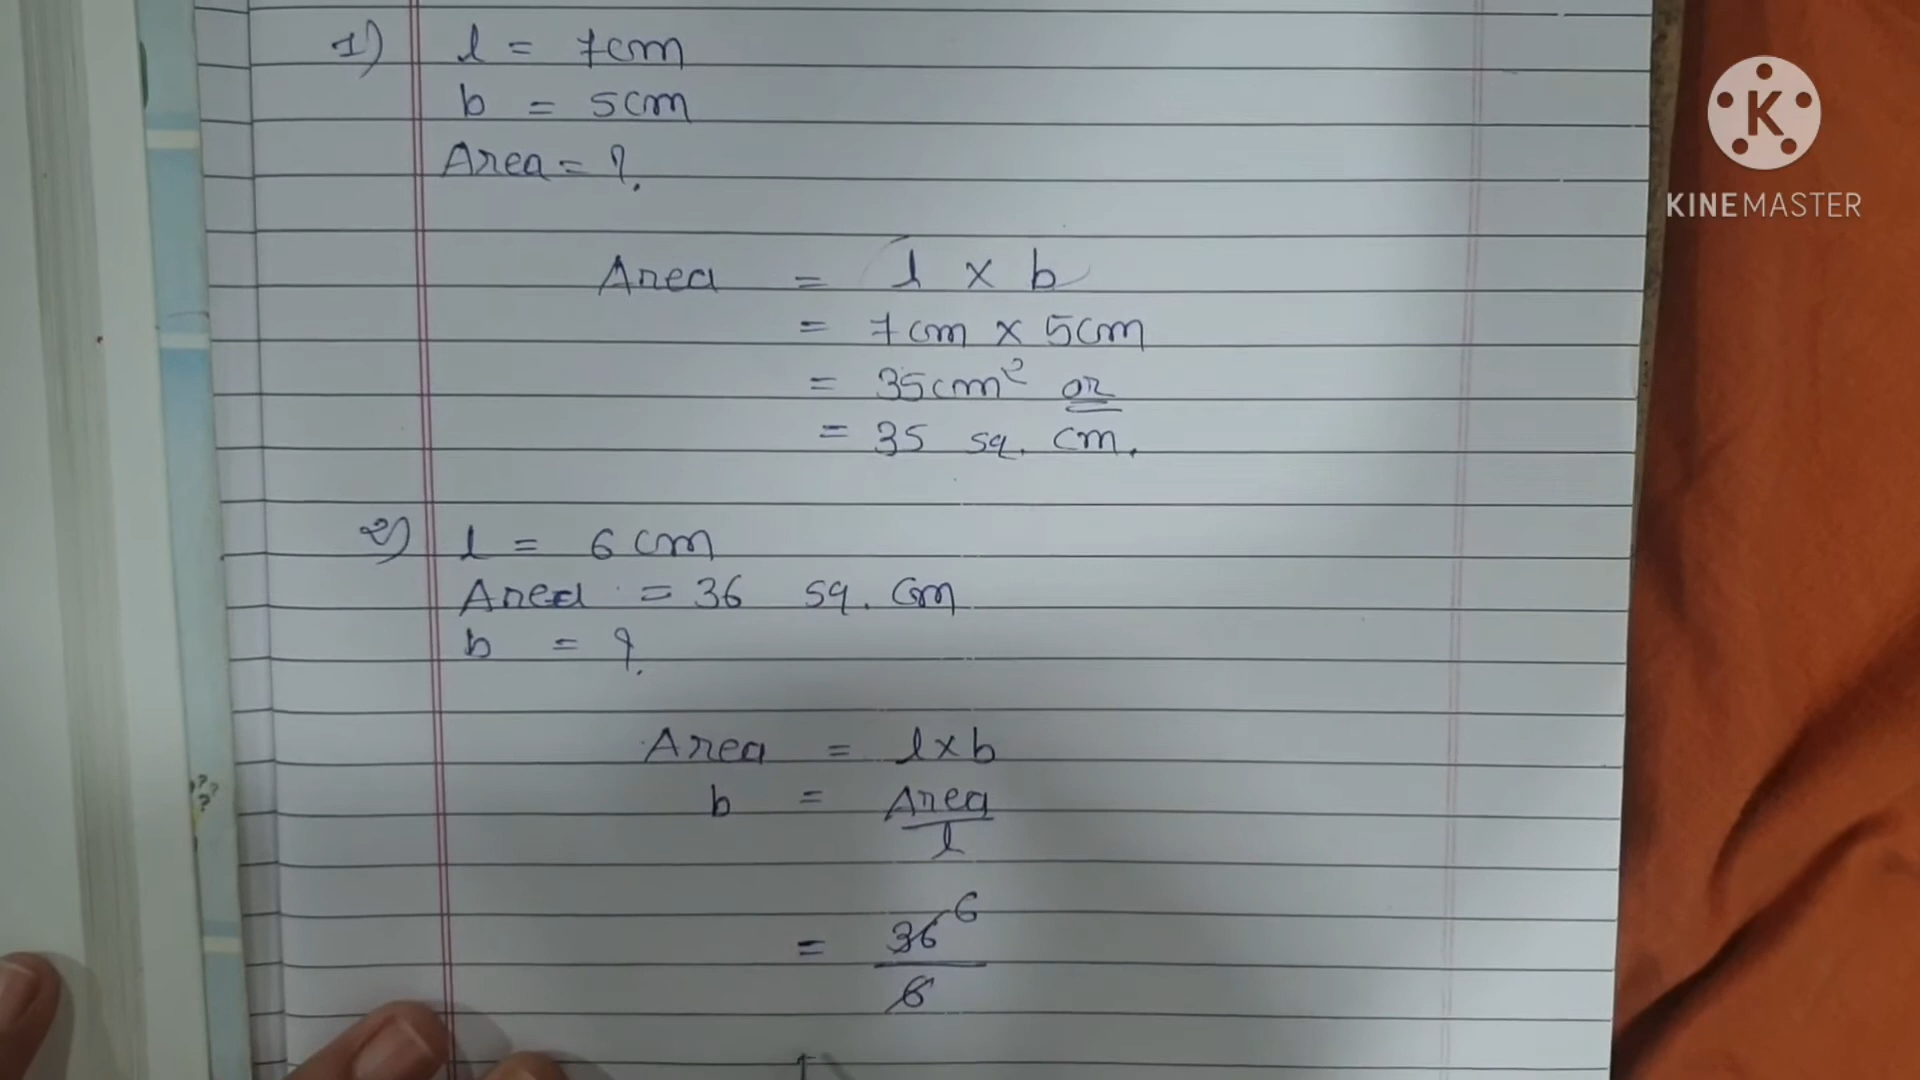 1) l = 7cm
b = 5cm
Area = ?
Area = l × b
= 7cm × 5cm
= 35cm² or
= 35 sq. cm.
2) l = 6 cm
Area = 36 sq. cm
b = ?
Area = l×b
b = Area
l
= 36 6
6
K
KINEMASTER
??
?